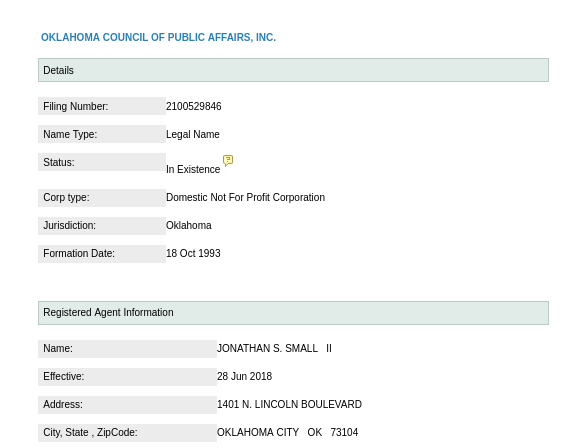 OKLAHOMA COUNCIL OF PUBLIC AFFAIRS, INC.
Details
Filing Number: 2100529846
Name Type: Legal Name
Status: In Existence ?
Corp type: Domestic Not For Profit Corporation
Jurisdiction: Oklahoma
Formation Date: 18 Oct 1993
Registered Agent Information
Name: JONATHAN S. SMALL II
Effective: 28 Jun 2018
Address: 1401 N. LINCOLN BOULEVARD
City, State , ZipCode: OKLAHOMA CITY OK 73104